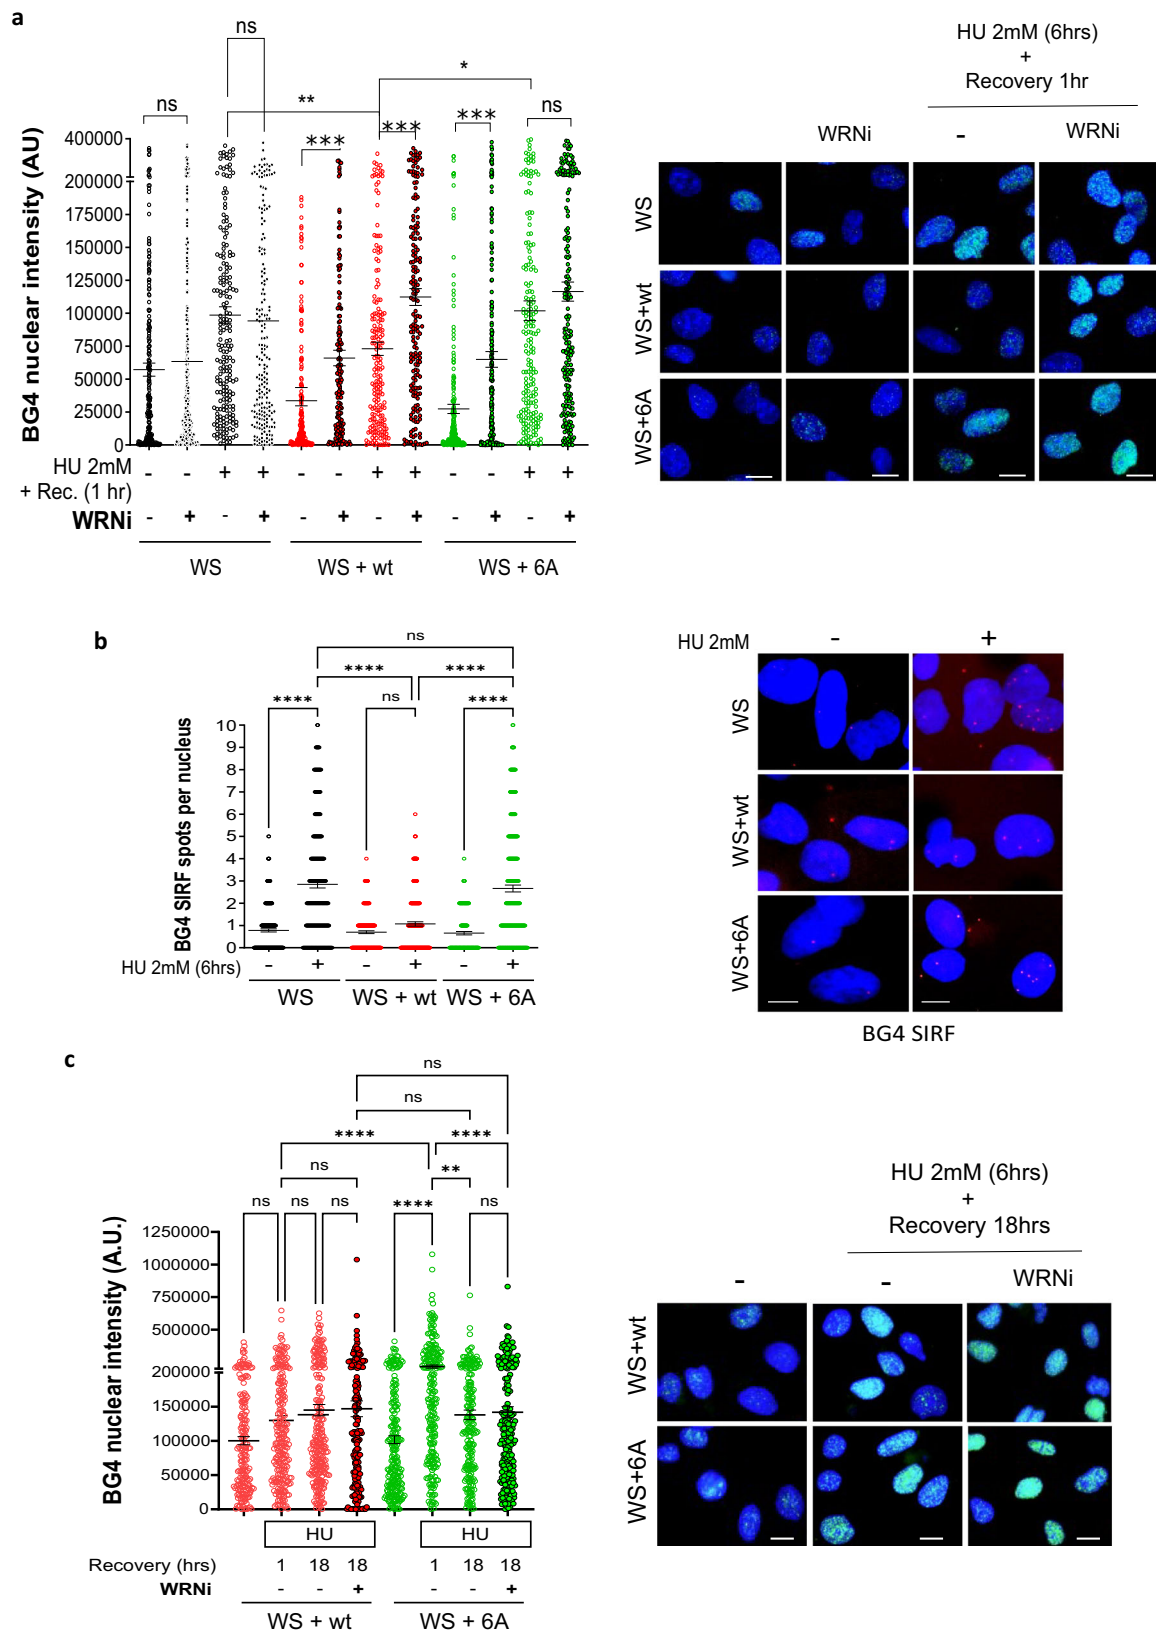 a
ns
*
**
ns
***
***
***
ns
BG4 nuclear intensity (AU)
400000
200000
175000
150000
125000
100000
75000
50000
25000
0
HU 2mM - - + + - - + + - - + +
+ Rec. (1 hr)
WRNi - + - + - + - + - + - +
WS WS + wt WS + 6A
HU 2mM (6hrs)
+
Recovery 1hr
WRNi - WRNi
WS
WS+wt
WS+6A
b
ns
**** ****
**** ns ****
BG4 SIRF spots per nucleus
10
9
8
7
6
5
4
3
2
1
0
HU 2mM (6hrs) - + - + - +
WS WS + wt WS + 6A
HU 2mM - +
WS
WS+wt
WS+6A
BG4 SIRF
c
ns
ns
**** ****
ns **
ns ns ns **** ns
BG4 nuclear intensity (A.U.)
1250000
1000000
750000
500000
200000
150000
100000
50000
0
HU HU
Recovery (hrs) 1 18 18 1 18 18
WRNi - - + - - +
WS + wt WS + 6A
HU 2mM (6hrs)
+
Recovery 18hrs
- - WRNi
WS+wt
WS+6A